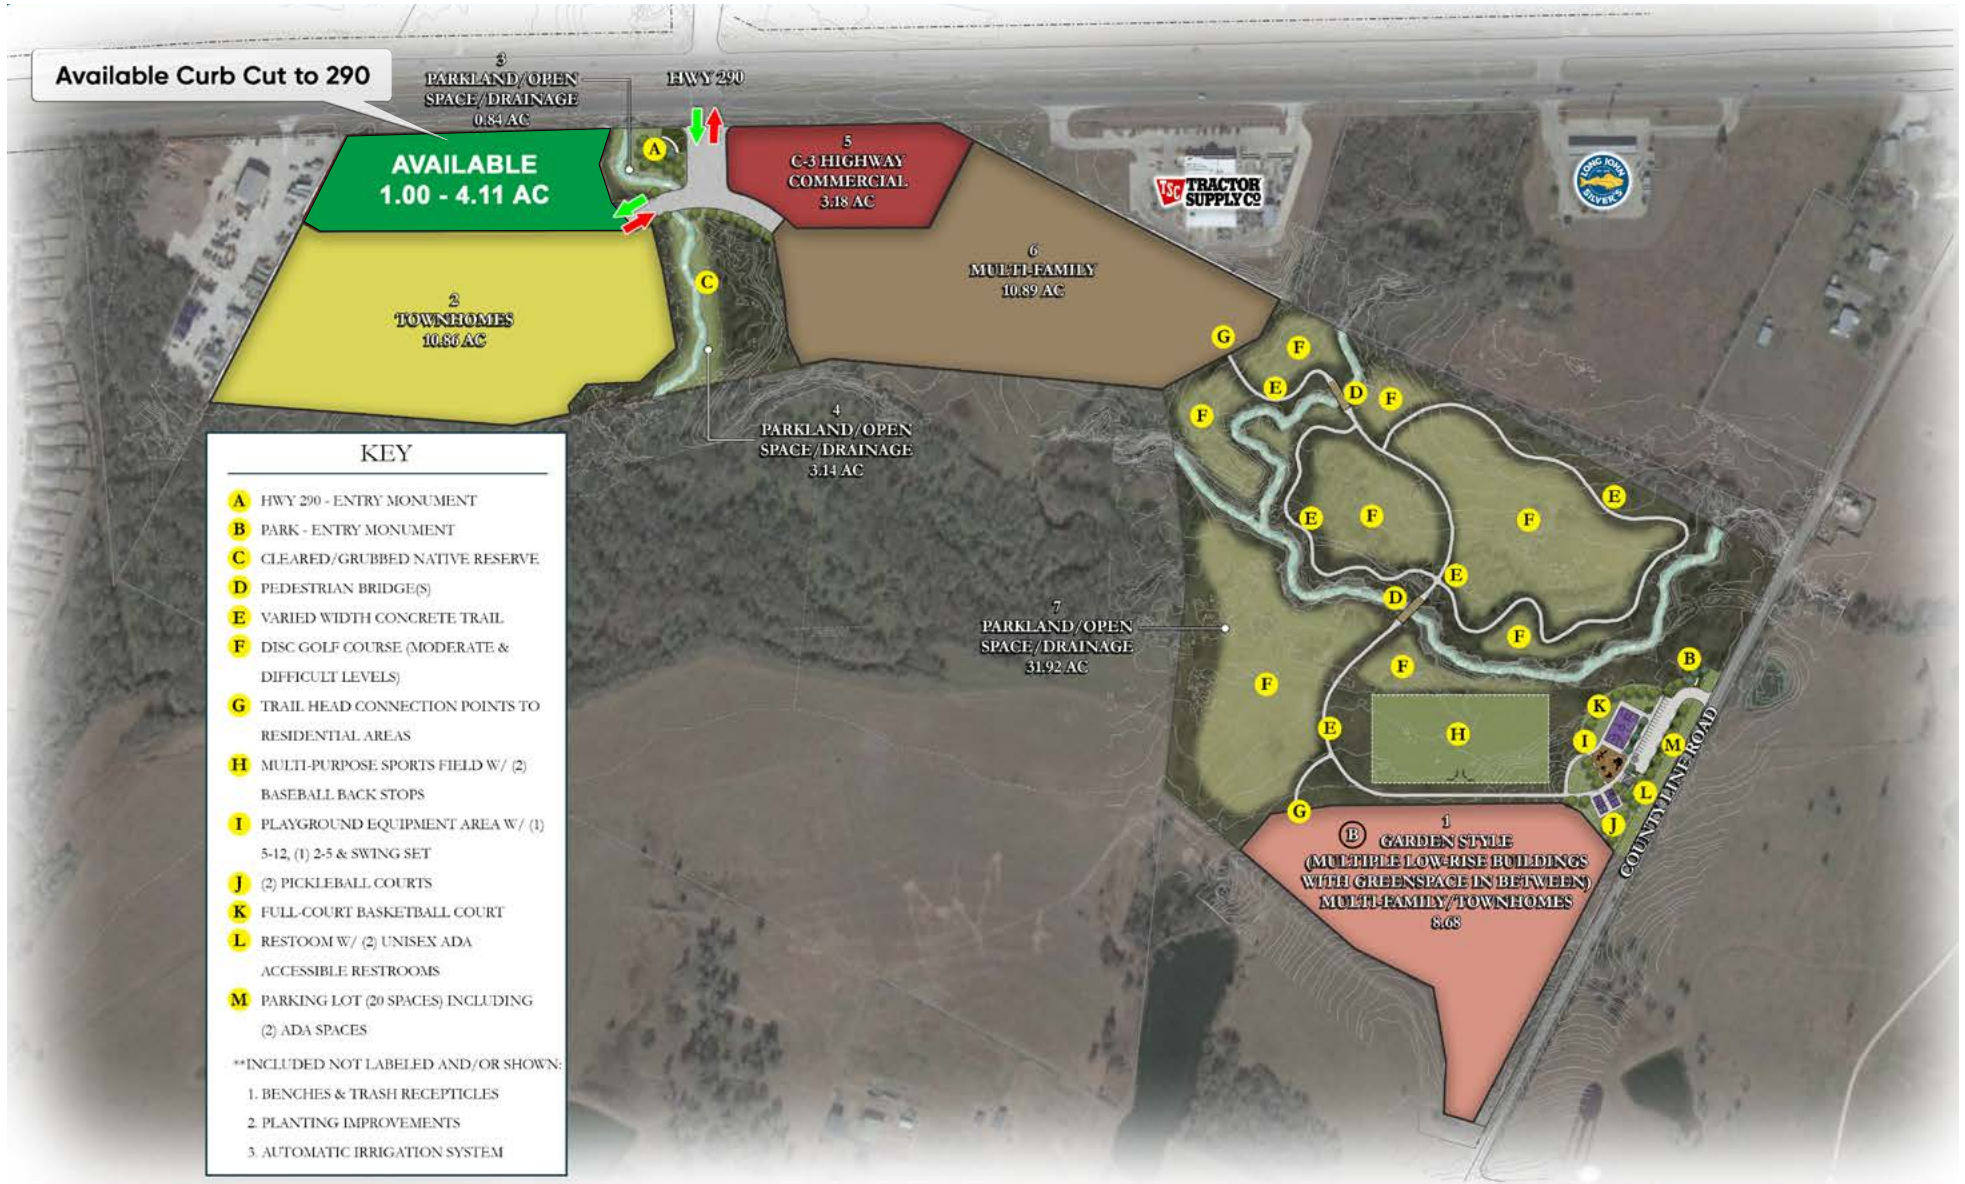 Available Curb Cut to 290
3
PARKLAND/OPEN
SPACE/DRAINAGE
0.84 AC
HWY 290
AVAILABLE
1.00 - 4.11 AC
A
5
C-3 HIGHWAY
COMMERCIAL
3.18 AC
TSC TRACTOR
SUPPLY CO
LONG JOHN
SILVER'S
2
TOWNHOMES
10.86 AC
C
6
MULTI-FAMILY
10.89 AC
4
PARKLAND/OPEN
SPACE/DRAINAGE
3.14 AC
G
F
E
D
F
F
E
E
F
F
E
D
F
F
F
7
PARKLAND/OPEN
SPACE/DRAINAGE
31.92 AC
B
K
E
H
I
M
L
G
J
COUNTY LINE ROAD
B
1
GARDEN STYLE
(MULTIPLE LOW-RISE BUILDINGS
WITH GREENSPACE IN BETWEEN)
MULTI-FAMILY/TOWNHOMES
8.68
KEY
A HWY 290 - ENTRY MONUMENT
B PARK - ENTRY MONUMENT
C CLEARED/GRUBBED NATIVE RESERVE
D PEDESTRIAN BRIDGE(S)
E VARIED WIDTH CONCRETE TRAIL
F DISC GOLF COURSE (MODERATE &
DIFFICULT LEVELS)
G TRAIL HEAD CONNECTION POINTS TO
RESIDENTIAL AREAS
H MULTI-PURPOSE SPORTS FIELD W/ (2)
BASEBALL BACK STOPS
I PLAYGROUND EQUIPMENT AREA W/ (1)
5-12, (1) 2-5 & SWING SET
J (2) PICKLEBALL COURTS
K FULL-COURT BASKETBALL COURT
L RESTOOM W/ (2) UNISEX ADA
ACCESSIBLE RESTROOMS
M PARKING LOT (20 SPACES) INCLUDING
(2) ADA SPACES
**INCLUDED NOT LABELED AND/OR SHOWN:
1. BENCHES & TRASH RECEPTICLES
2. PLANTING IMPROVEMENTS
3. AUTOMATIC IRRIGATION SYSTEM